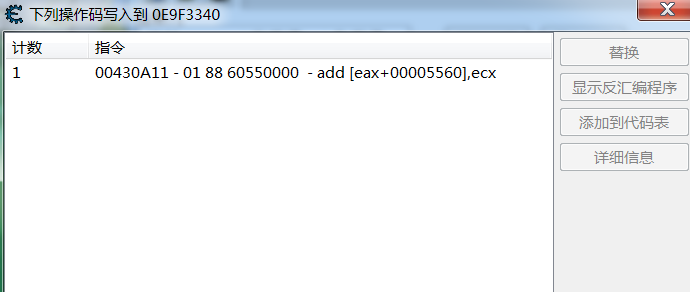 下列操作码写入到 0E9F3340
计数 指令
1 00430A11 - 01 88 60550000 - add [eax+00005560],ecx
替换
显示反汇编程序
添加到代码表
详细信息